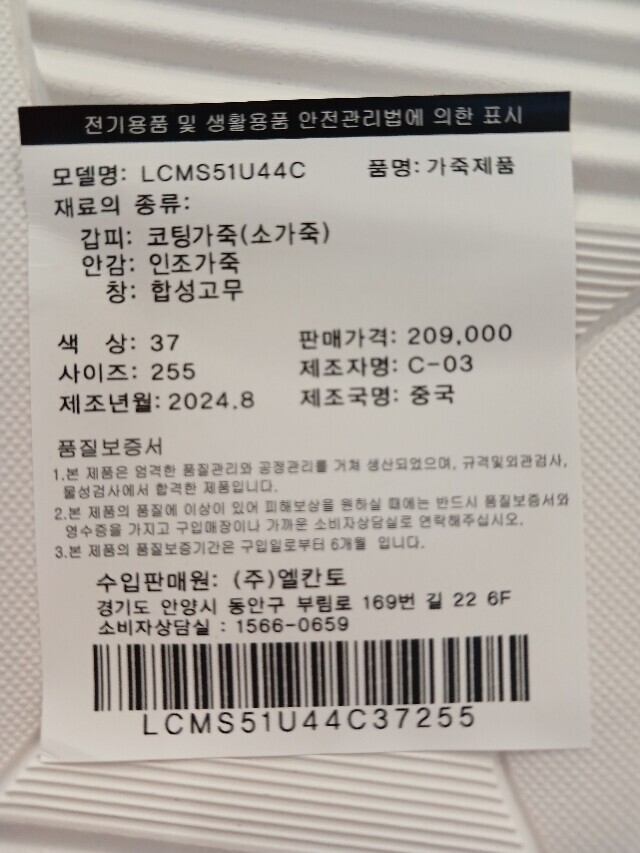 전기용품 및 생활용품 안전관리법에 의한 표시
모델명: LCMS51U44C 품명: 가죽제품
재료의 종류:
갑피: 코팅가죽(소가죽)
안감: 인조가죽
창: 합성고무
색 상: 37 판매가격: 209,000
사이즈: 255 제조자명: C-03
제조년월: 2024.8 제조국명: 중국
품질보증서
1.본 제품은 엄격한 품질관리와 공정관리를 거쳐 생산되었으며, 규격및외관검사,
물성검사에서 합격한 제품입니다.
2.본 제품의 품질에 이상이 있어 피해보상을 원하실 때에는 반드시 품질보증서와
영수증을 가지고 구입매장이나 가까운 소비자상담실로 연락해주십시오.
3.본 제품의 품질보증기간은 구입일로부터 6개월 입니다.
수입판매원: (주)엘칸토
경기도 안양시 동안구 부림로 169번 길 22 6F
소비자상담실 : 1566-0659
LCMS51U44C37255